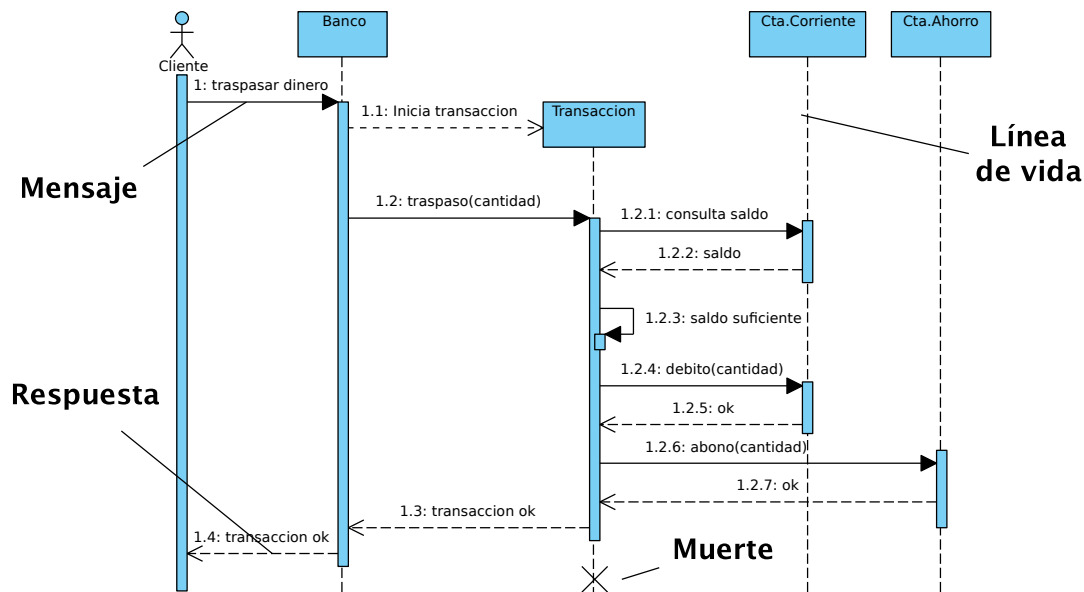 Banco
Cta.Corriente
Cta.Ahorro
Cliente
1: traspasar dinero
1.1: Inicia transaccion
Transaccion
Línea
de vida
Mensaje
1.2: traspaso(cantidad)
1.2.1: consulta saldo
1.2.2: saldo
1.2.3: saldo suficiente
1.2.4: debito(cantidad)
Respuesta
1.2.5: ok
1.2.6: abono(cantidad)
1.2.7: ok
1.3: transaccion ok
1.4: transaccion ok
Muerte